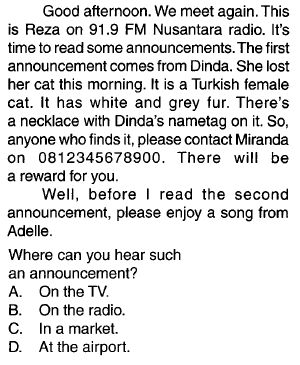 Good afternoon. We meet again. This
is Reza on 91.9 FM Nusantara radio. It's
time to read some announcements. The first
announcement comes from Dinda. She lost
her cat this morning. It is a Turkish female
cat. It has white and grey fur. There's
a necklace with Dinda's nametag on it. So,
anyone who finds it, please contact Miranda
on 0812345678900. There will be
a reward for you.
Well, before I read the second
announcement, please enjoy a song from
Adelle.
Where can you hear such
an announcement?
A. On the TV.
B. On the radio.
C. In a market.
D. At the airport.